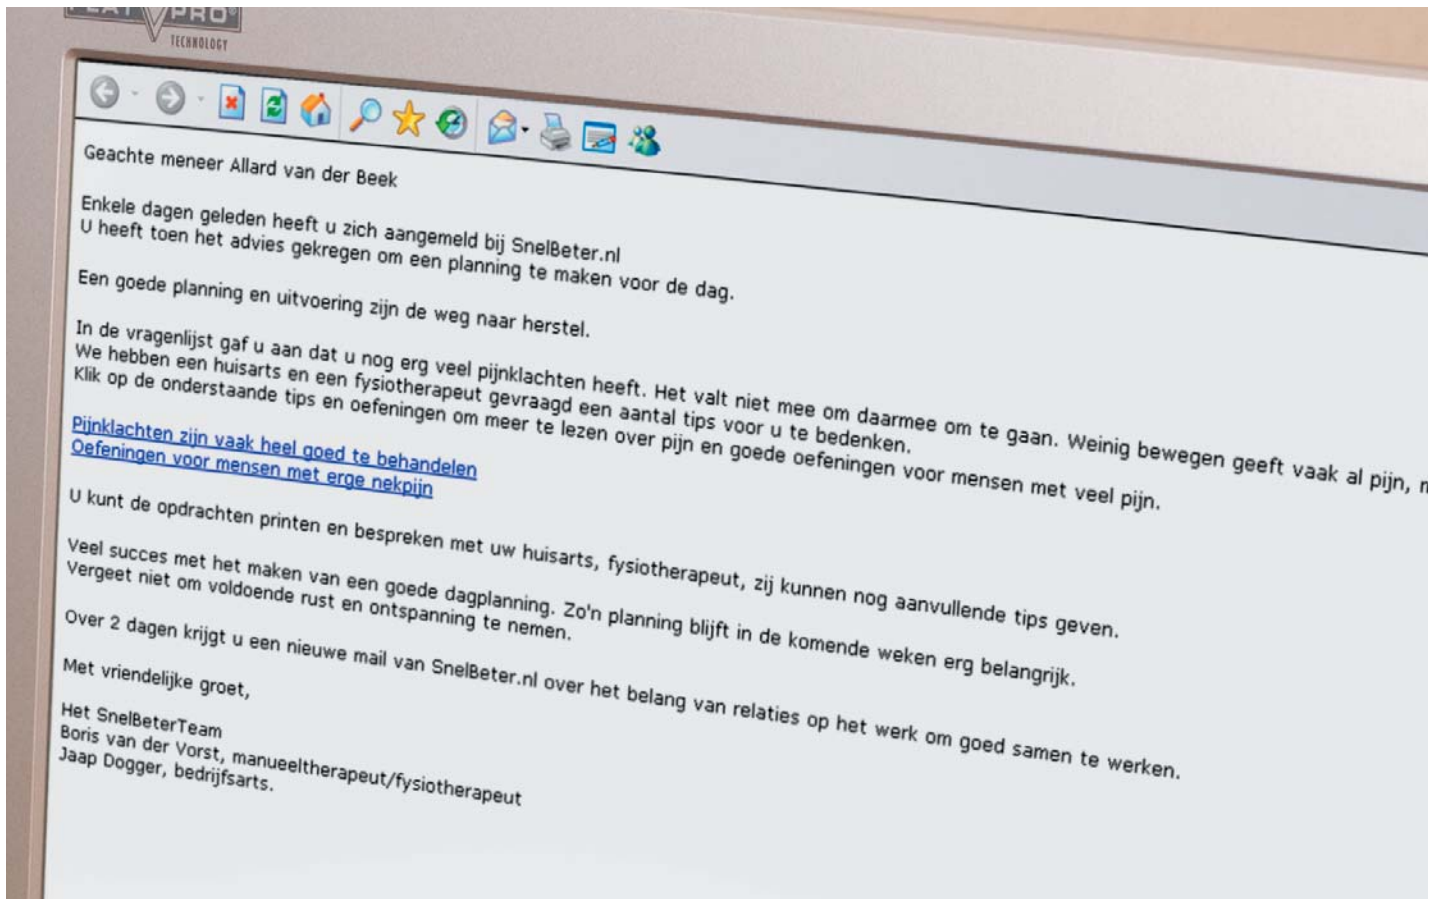 FLAT PRO®
TECHNOLOGY
Geachte meneer Allard van der Beek
Enkele dagen geleden heeft u zich aangemeld bij SnelBeter.nl
U heeft toen het advies gekregen om een planning te maken voor de dag.
Een goede planning en uitvoering zijn de weg naar herstel.
In de vragenlijst gaf u aan dat u nog erg veel pijnklachten heeft. Het valt niet mee om daarmee om te gaan. Weinig bewegen geeft vaak al pijn,
We hebben een huisarts en een fysiotherapeut gevraagd een aantal tips voor u te bedenken.
Klik op de onderstaande tips en oefeningen om meer te lezen over pijn en goede oefeningen voor mensen met veel pijn.
Pijnklachten zijn vaak heel goed te behandelen
Oefeningen voor mensen met erge nekpijn
U kunt de opdrachten printen en bespreken met uw huisarts, fysiotherapeut, zij kunnen nog aanvullende tips geven.
Veel succes met het maken van een goede dagplanning. Zo'n planning blijft in de komende weken erg belangrijk.
Vergeet niet om voldoende rust en ontspanning te nemen.
Over 2 dagen krijgt u een nieuwe mail van SnelBeter.nl over het belang van relaties op het werk om goed samen te werken.
Met vriendelijke groet,
Het SnelBeterTeam
Boris van der Vorst, manueeltherapeut/fysiotherapeut
Jaap Dogger, bedrijfsarts.